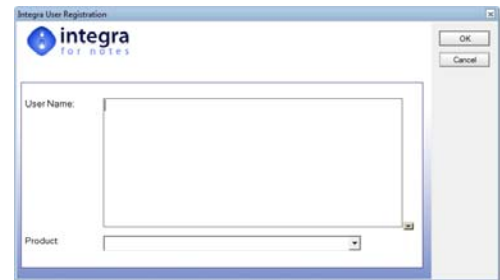 Integra User Registration
integra
for notes
OK
Cancel
User Name:
Product